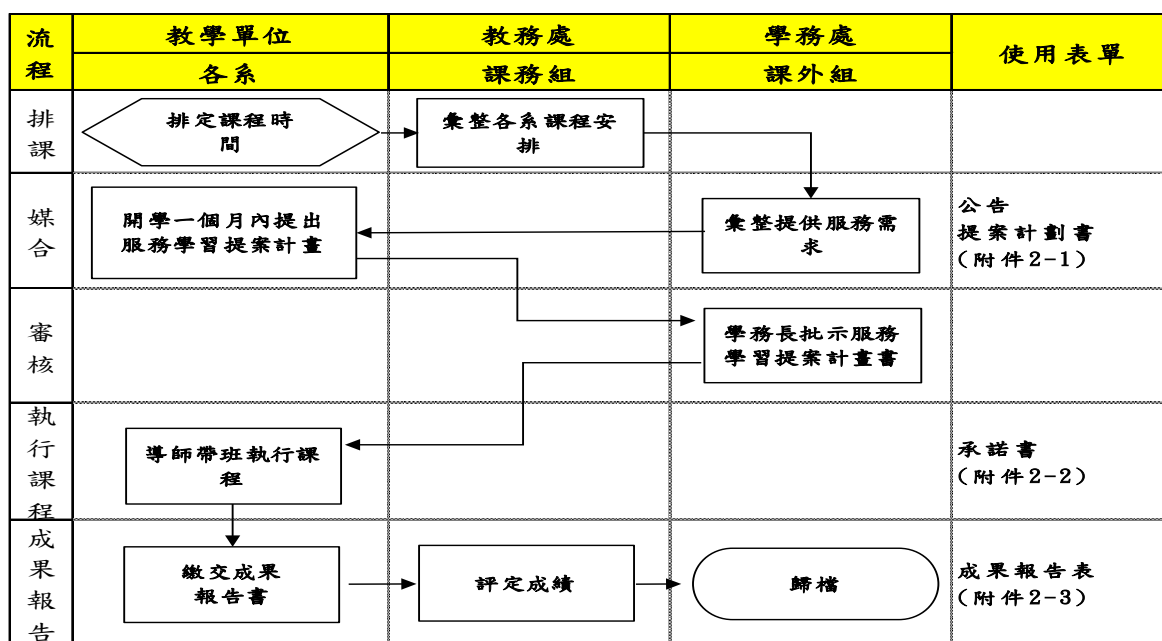 流程
教學單位
教務處
學務處
使用表單
各系
課務組
課外組
排課
排定課程時
間
彙整各系課程安
排
媒合
開學一個月內提出
服務學習提案計畫
彙整提供服務需
求
公告
提案計劃書
(附件2-1)
審核
學務長批示服務
學習提案計畫書
執行課程
導師帶班執行課
程
承諾書
(附件2-2)
成果報告
繳交成果
報告書
評定成績
歸檔
成果報告表
(附件2-3)